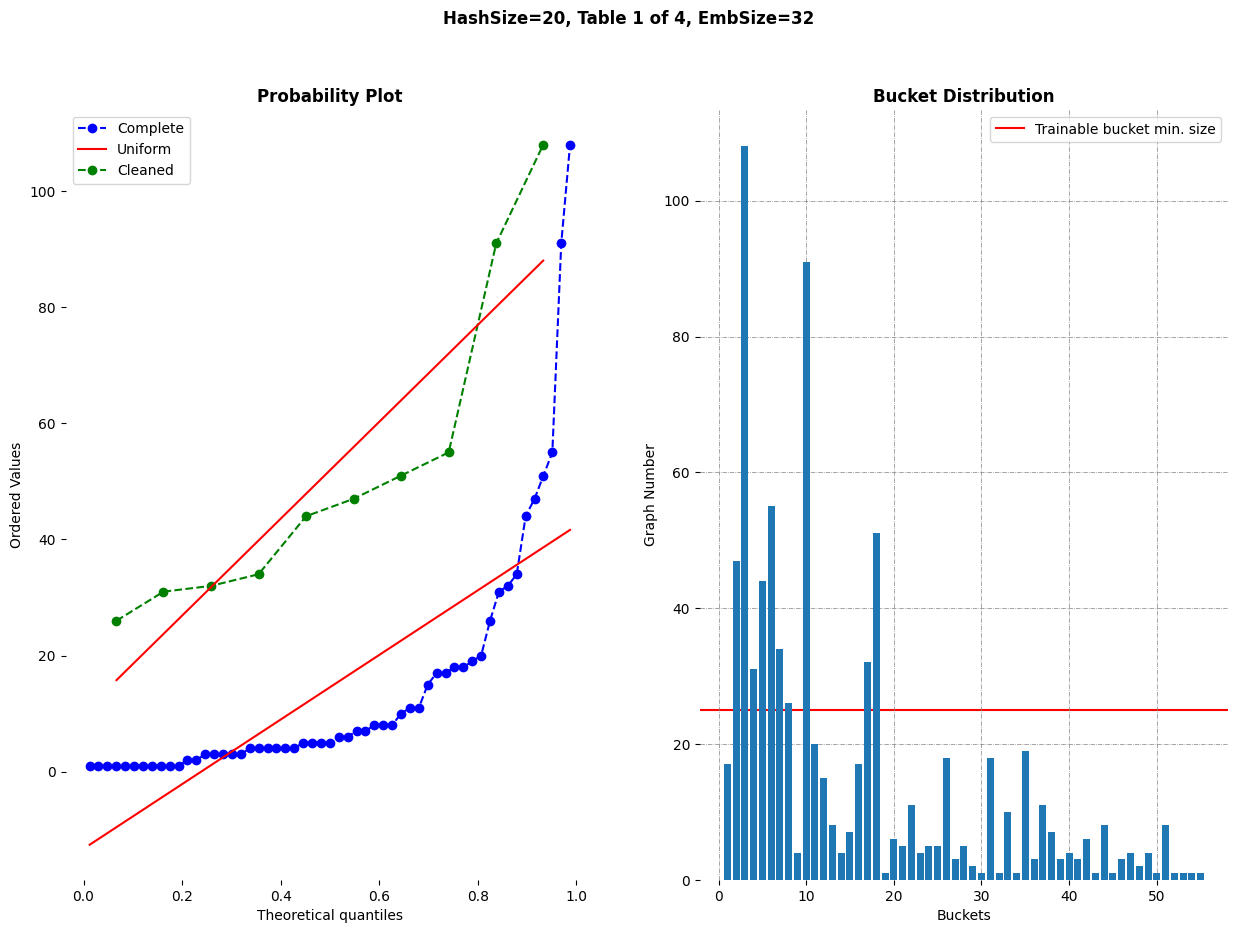 HashSize=20, Table 1 of 4, EmbSize=32
Probability Plot
Complete
Uniform
Cleaned
100
80
60
40
20
0
Ordered Values
0.0 0.2 0.4 0.6 0.8 1.0
Theoretical quantiles
Bucket Distribution
Trainable bucket min. size
100
80
60
40
20
0
Graph Number
0 10 20 30 40 50
Buckets